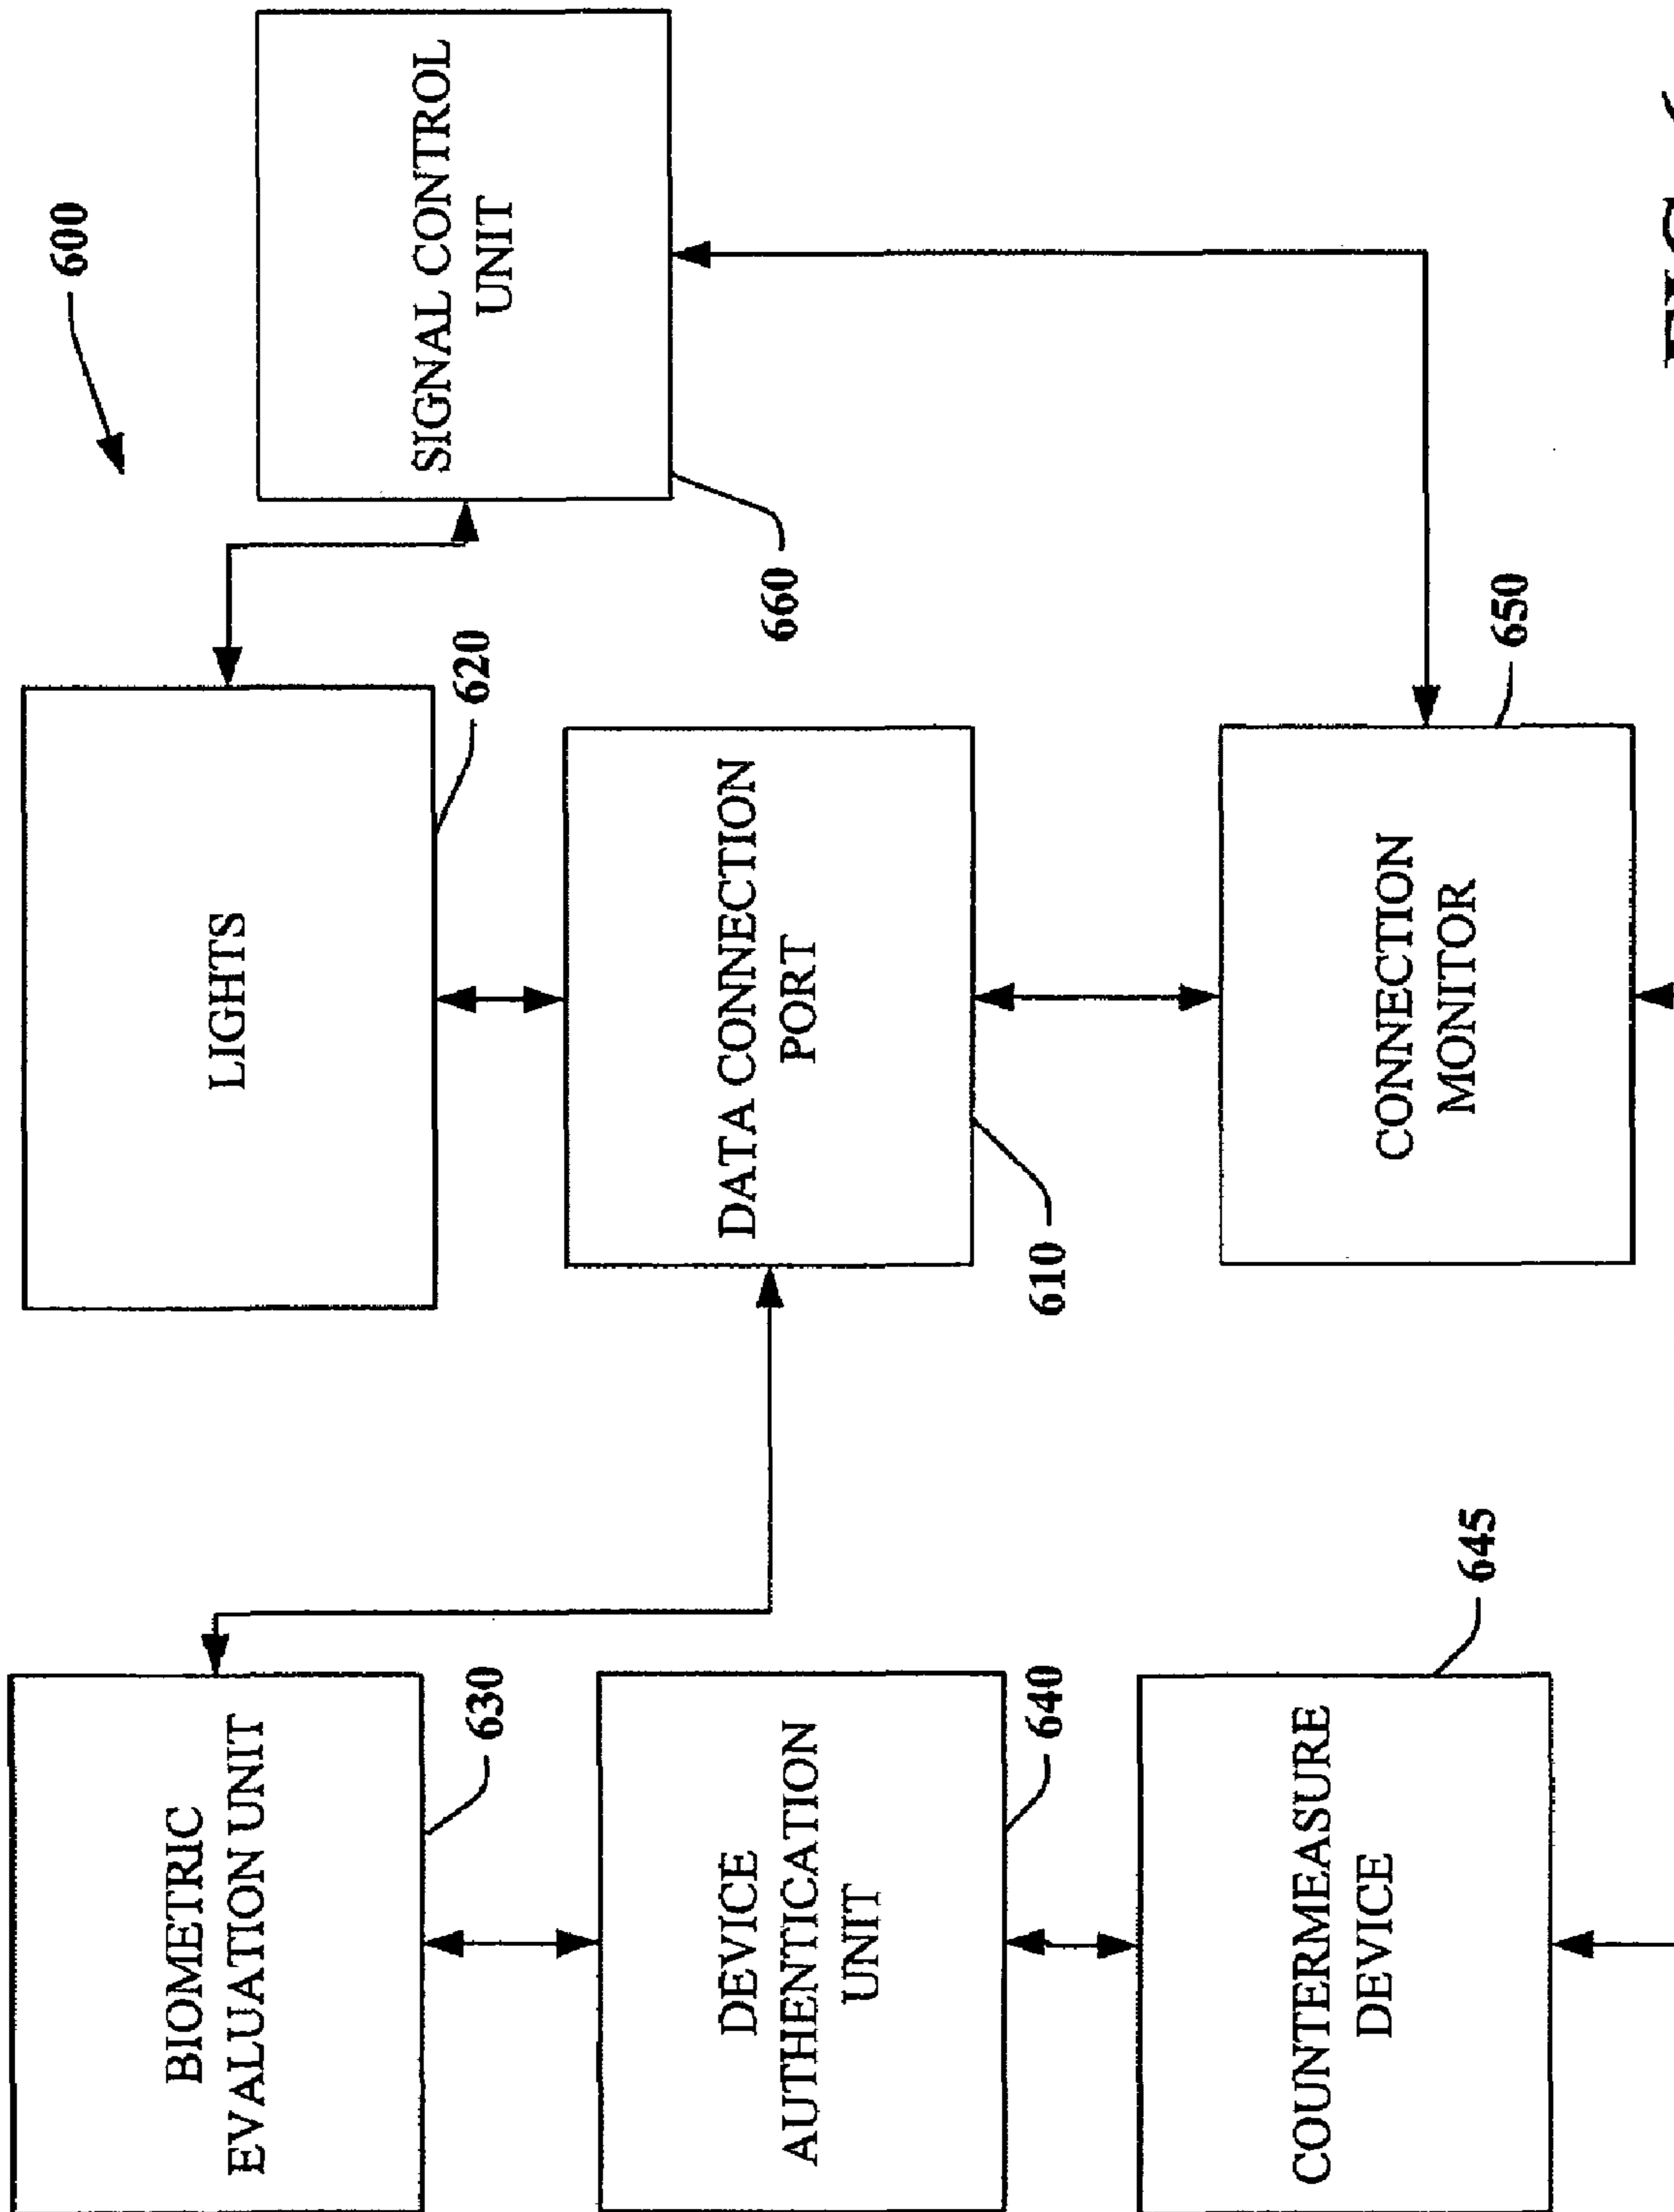 600
BIOMETRIC
EVALUATION UNIT
630
LIGHTS
620
SIGNAL CONTROL
UNIT
660
DEVICE
AUTHENTICATION
UNIT
640
DATA CONNECTION
PORT
610
COUNTERMEASURE
DEVICE
645
CONNECTION
MONITOR
650